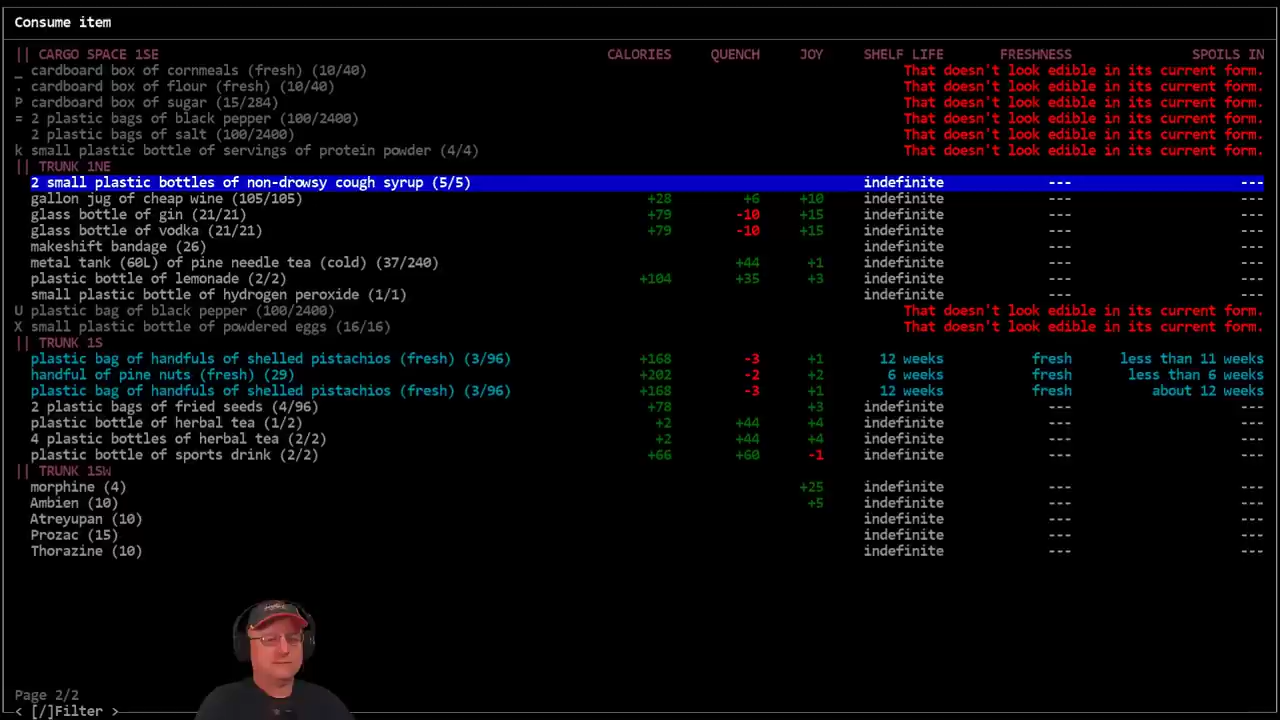 Consume item
|| CARGO SPACE 1SE CALORIES QUENCH JOY SHELF LIFE FRESHNESS SPOILS IN
_ cardboard box of cornmeals (fresh) (10/40) That doesn't look edible in its current form.
. cardboard box of flour (fresh) (10/40) That doesn't look edible in its current form.
P cardboard box of sugar (15/284) That doesn't look edible in its current form.
= 2 plastic bags of black pepper (100/2400) That doesn't look edible in its current form.
2 plastic bags of salt (100/2400) That doesn't look edible in its current form.
k small plastic bottle of servings of protein powder (4/4) That doesn't look edible in its current form.
|| TRUNK 1NE
2 small plastic bottles of non-drowsy cough syrup (5/5) indefinite --- ---
gallon jug of cheap wine (105/105) +28 +6 +10 indefinite --- ---
glass bottle of gin (21/21) +79 -10 +15 indefinite --- ---
glass bottle of vodka (21/21) +79 -10 +15 indefinite --- ---
makeshift bandage (26) indefinite --- ---
metal tank (60L) of pine needle tea (cold) (37/240) +44 +1 indefinite --- ---
plastic bottle of lemonade (2/2) +104 +35 +3 indefinite --- ---
small plastic bottle of hydrogen peroxide (1/1) indefinite --- ---
U plastic bag of black pepper (100/2400) That doesn't look edible in its current form.
X small plastic bottle of powdered eggs (16/16) That doesn't look edible in its current form.
|| TRUNK 1S
plastic bag of handfuls of shelled pistachios (fresh) (3/96) +168 -3 +1 12 weeks fresh less than 11 weeks
handful of pine nuts (fresh) (29) +202 -2 +2 6 weeks fresh less than 6 weeks
plastic bag of handfuls of shelled pistachios (fresh) (3/96) +168 -3 +1 12 weeks fresh about 12 weeks
2 plastic bags of fried seeds (4/96) +78 +3 indefinite --- ---
plastic bottle of herbal tea (1/2) +2 +44 +4 indefinite --- ---
4 plastic bottles of herbal tea (2/2) +2 +44 +4 indefinite --- ---
plastic bottle of sports drink (2/2) +66 +60 -1 indefinite --- ---
|| TRUNK 1SW
morphine (4) +25 indefinite --- ---
Ambien (10) +5 indefinite --- ---
Atreyupan (10) indefinite --- ---
Prozac (15) indefinite --- ---
Thorazine (10) indefinite --- ---
Page 2/2
< [/]Filter >